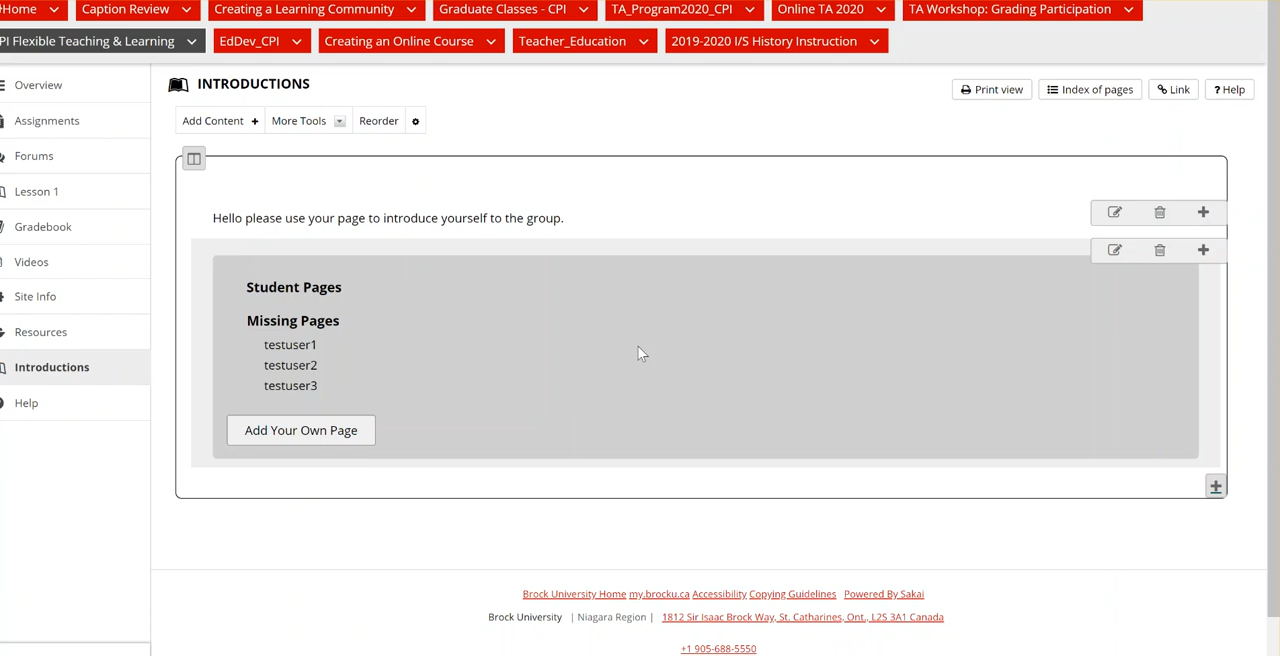 #Home
Caption Review
Creating a Learning Community
Graduate Classes - CPI
TA_Program2020_CPI
Online TA 2020
TA Workshop: Grading Participation
PI Flexible Teaching & Learning
EdDev_CPI
Creating an Online Course
Teacher_Education
2019-2020 I/S History Instruction
Overview
Assignments
Forums
Lesson 1
Gradebook
Videos
Site Info
Resources
Introductions
Help
INTRODUCTIONS
Print view
Index of pages
Link
? Help
Add Content +
More Tools
Reorder
Hello please use your page to introduce yourself to the group.
Student Pages
Missing Pages
testuser1
testuser2
testuser3
Add Your Own Page
Brock University Home my.brocku.ca Accessibility Copying Guidelines Powered By Sakai
Brock University | Niagara Region | 1812 Sir Isaac Brock Way, St. Catharines, Ont., L2S 3A1 Canada
+1 905-688-5550